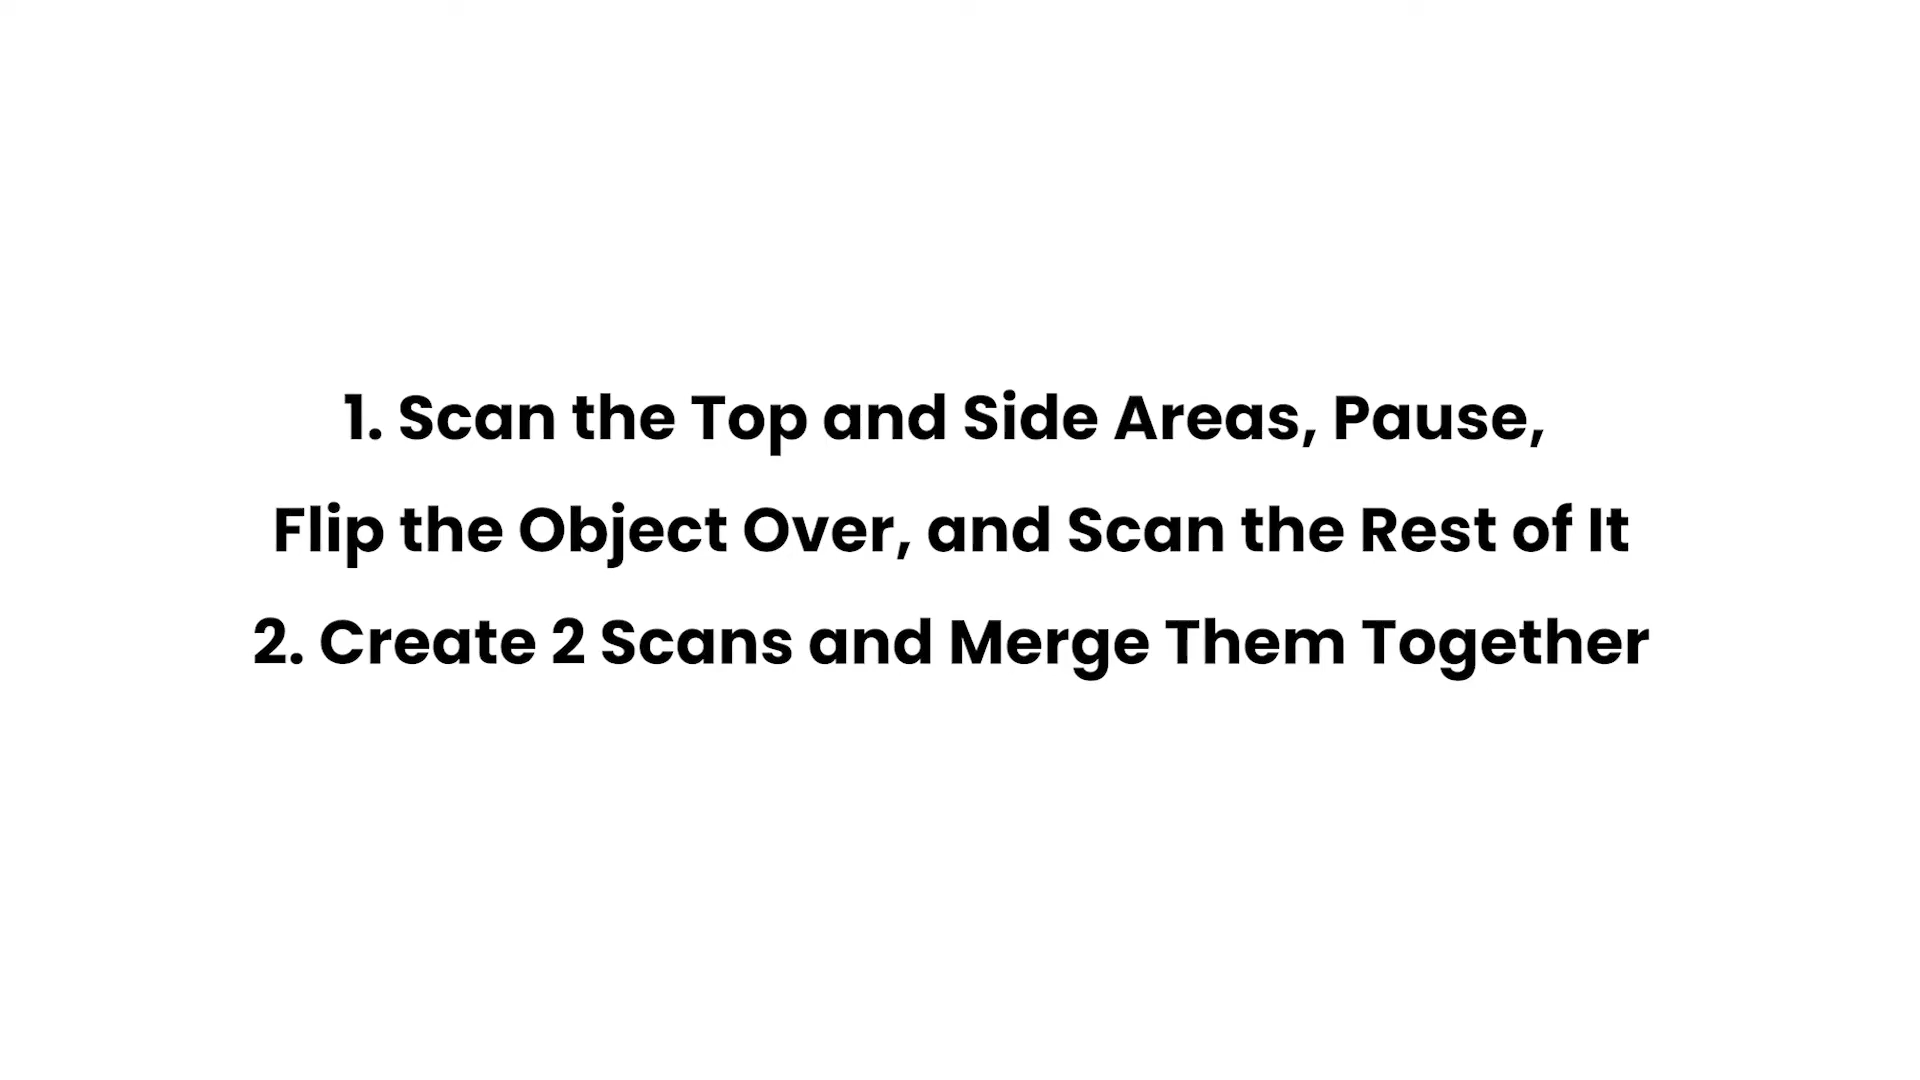 1. Scan the Top and Side Areas, Pause,
Flip the Object Over, and Scan the Rest of It
2. Create 2 Scans and Merge Them Together